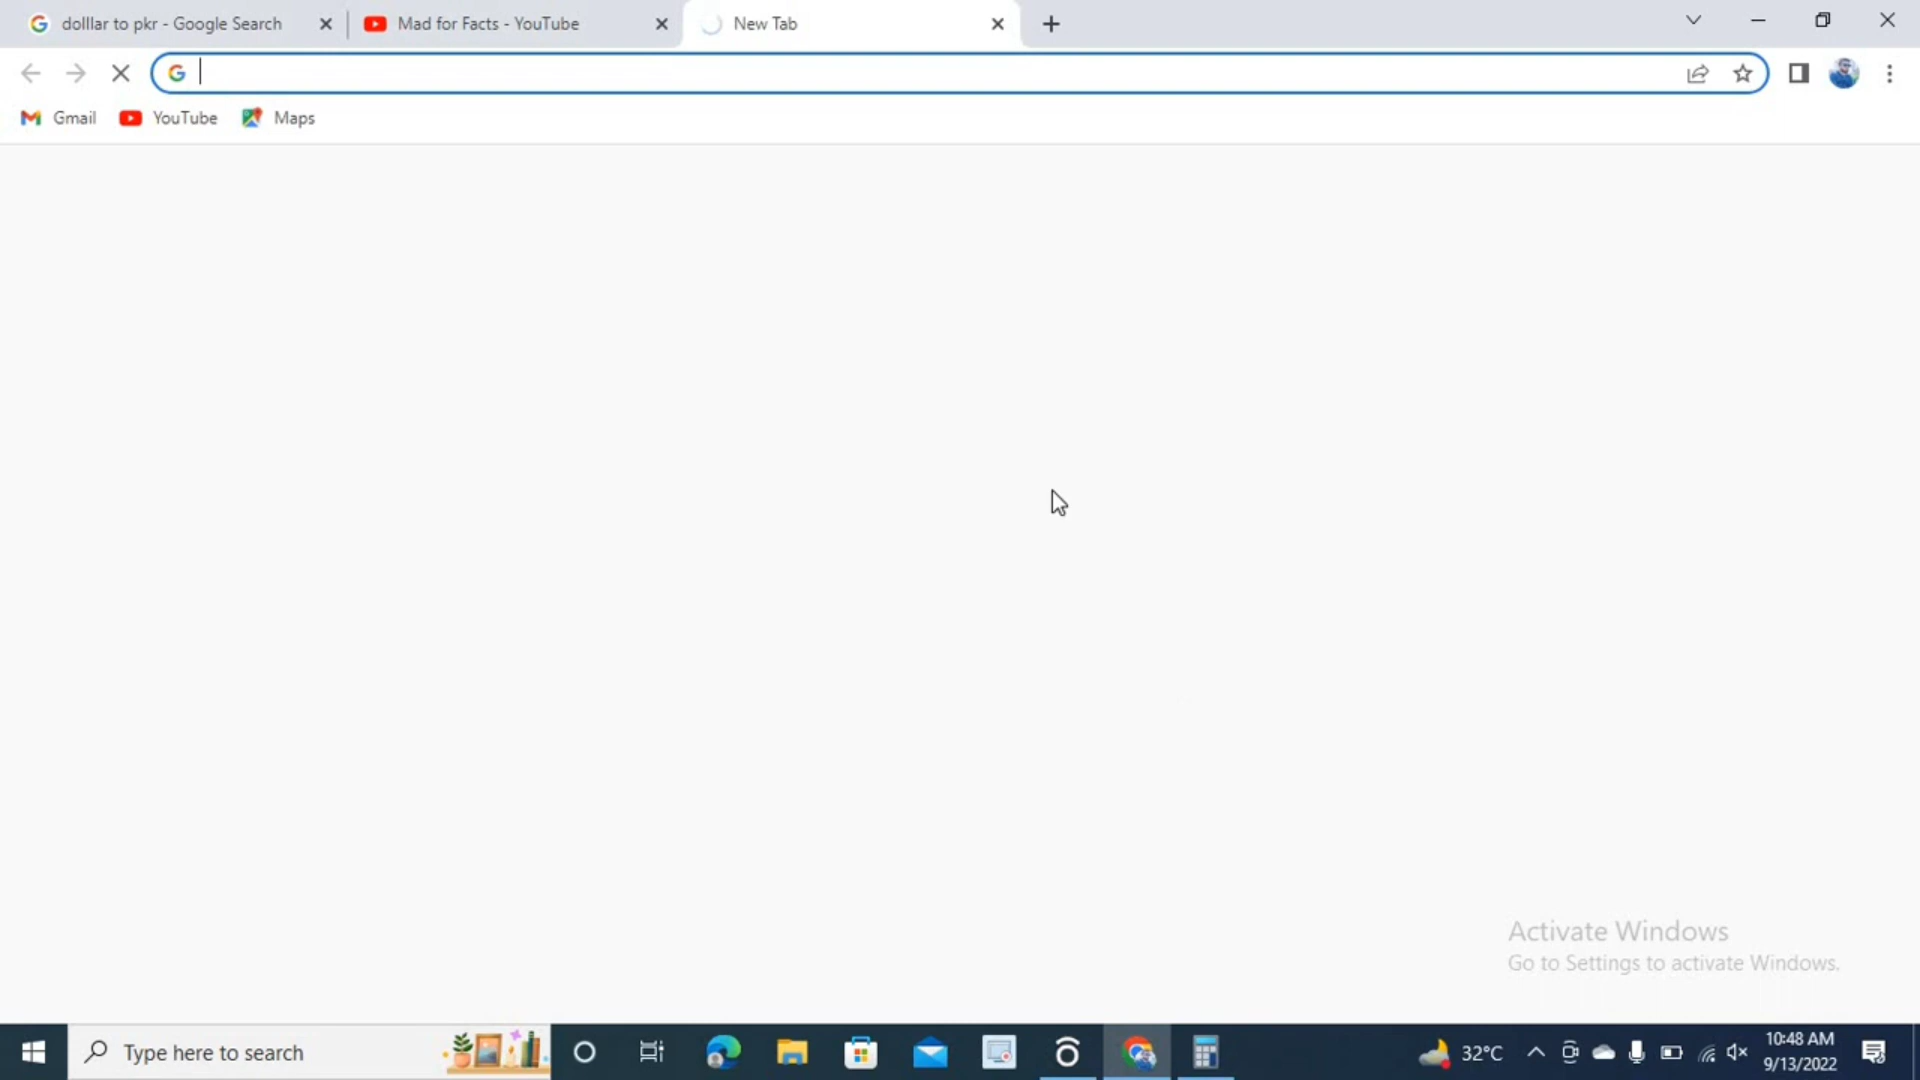 dolllar to pkr - Google Search
Mad for Facts - YouTube
New Tab
Gmail
YouTube
Maps
Activate Windows
Go to Settings to activate Windows.
Type here to search
32°C
10:48 AM
9/13/2022